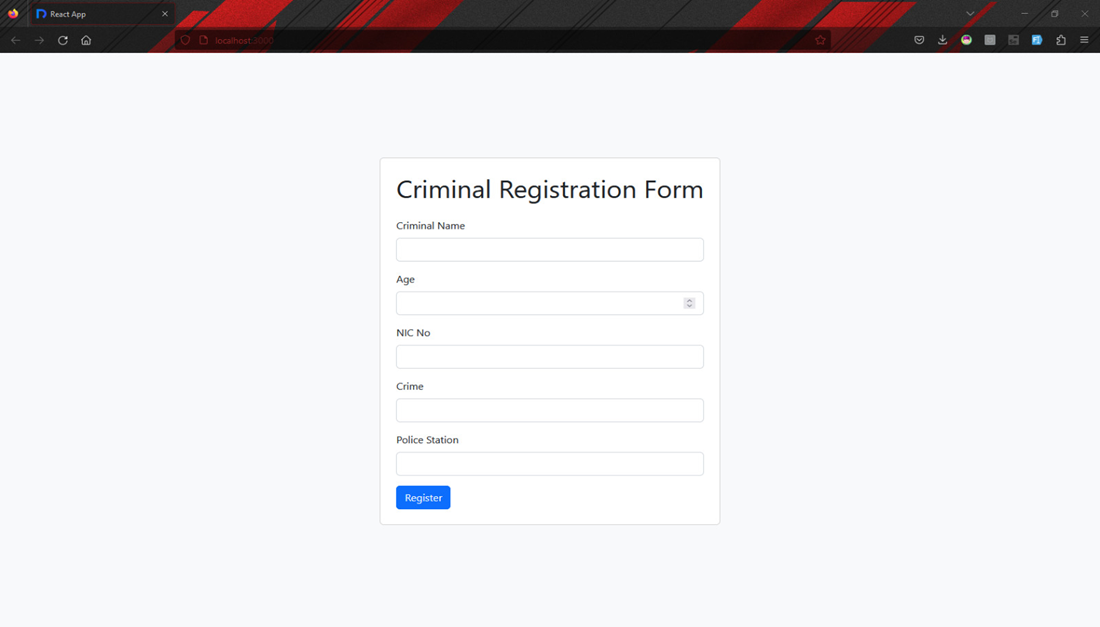 React App
localhost:3000
Criminal Registration Form
Criminal Name
Age
NIC No
Crime
Police Station
Register